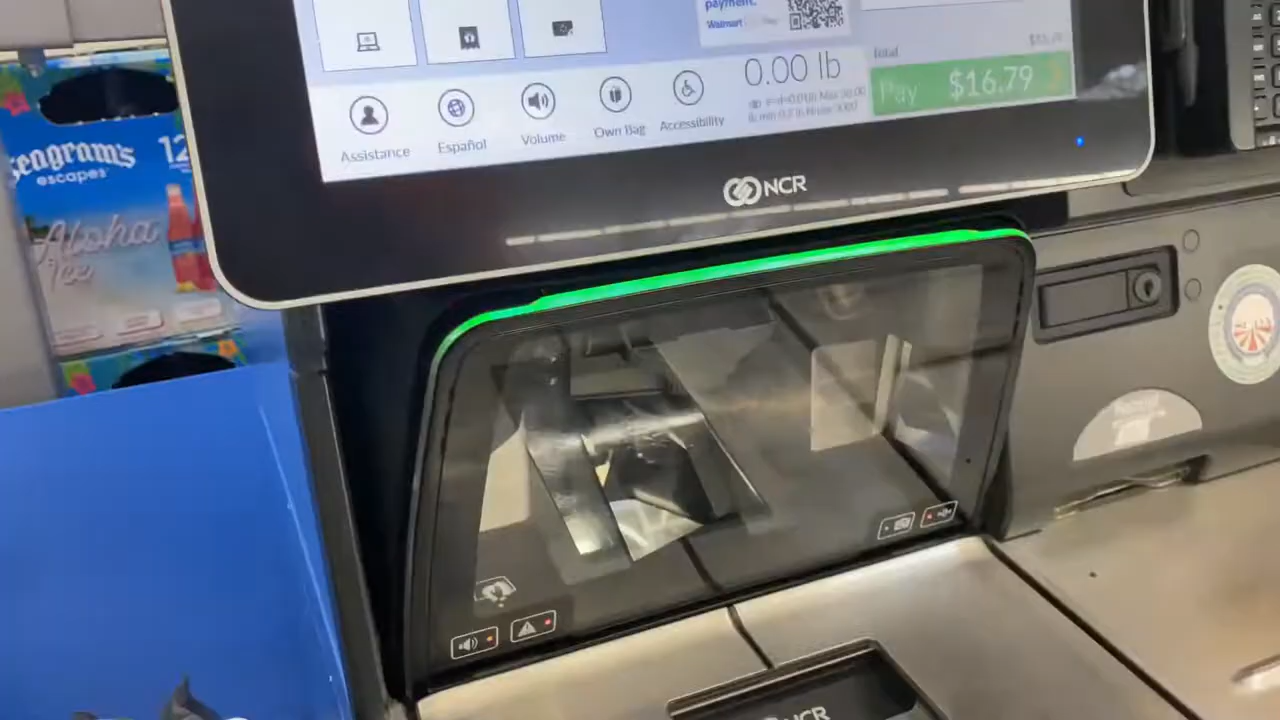 payment.
Walmart Pay
0.00 lb
Total
Pay $16.79
Assistance
Español
Volume
Own Bag
Accessibility
NCR
Seagram's
escapes
12
Aloha
Ice
NCR